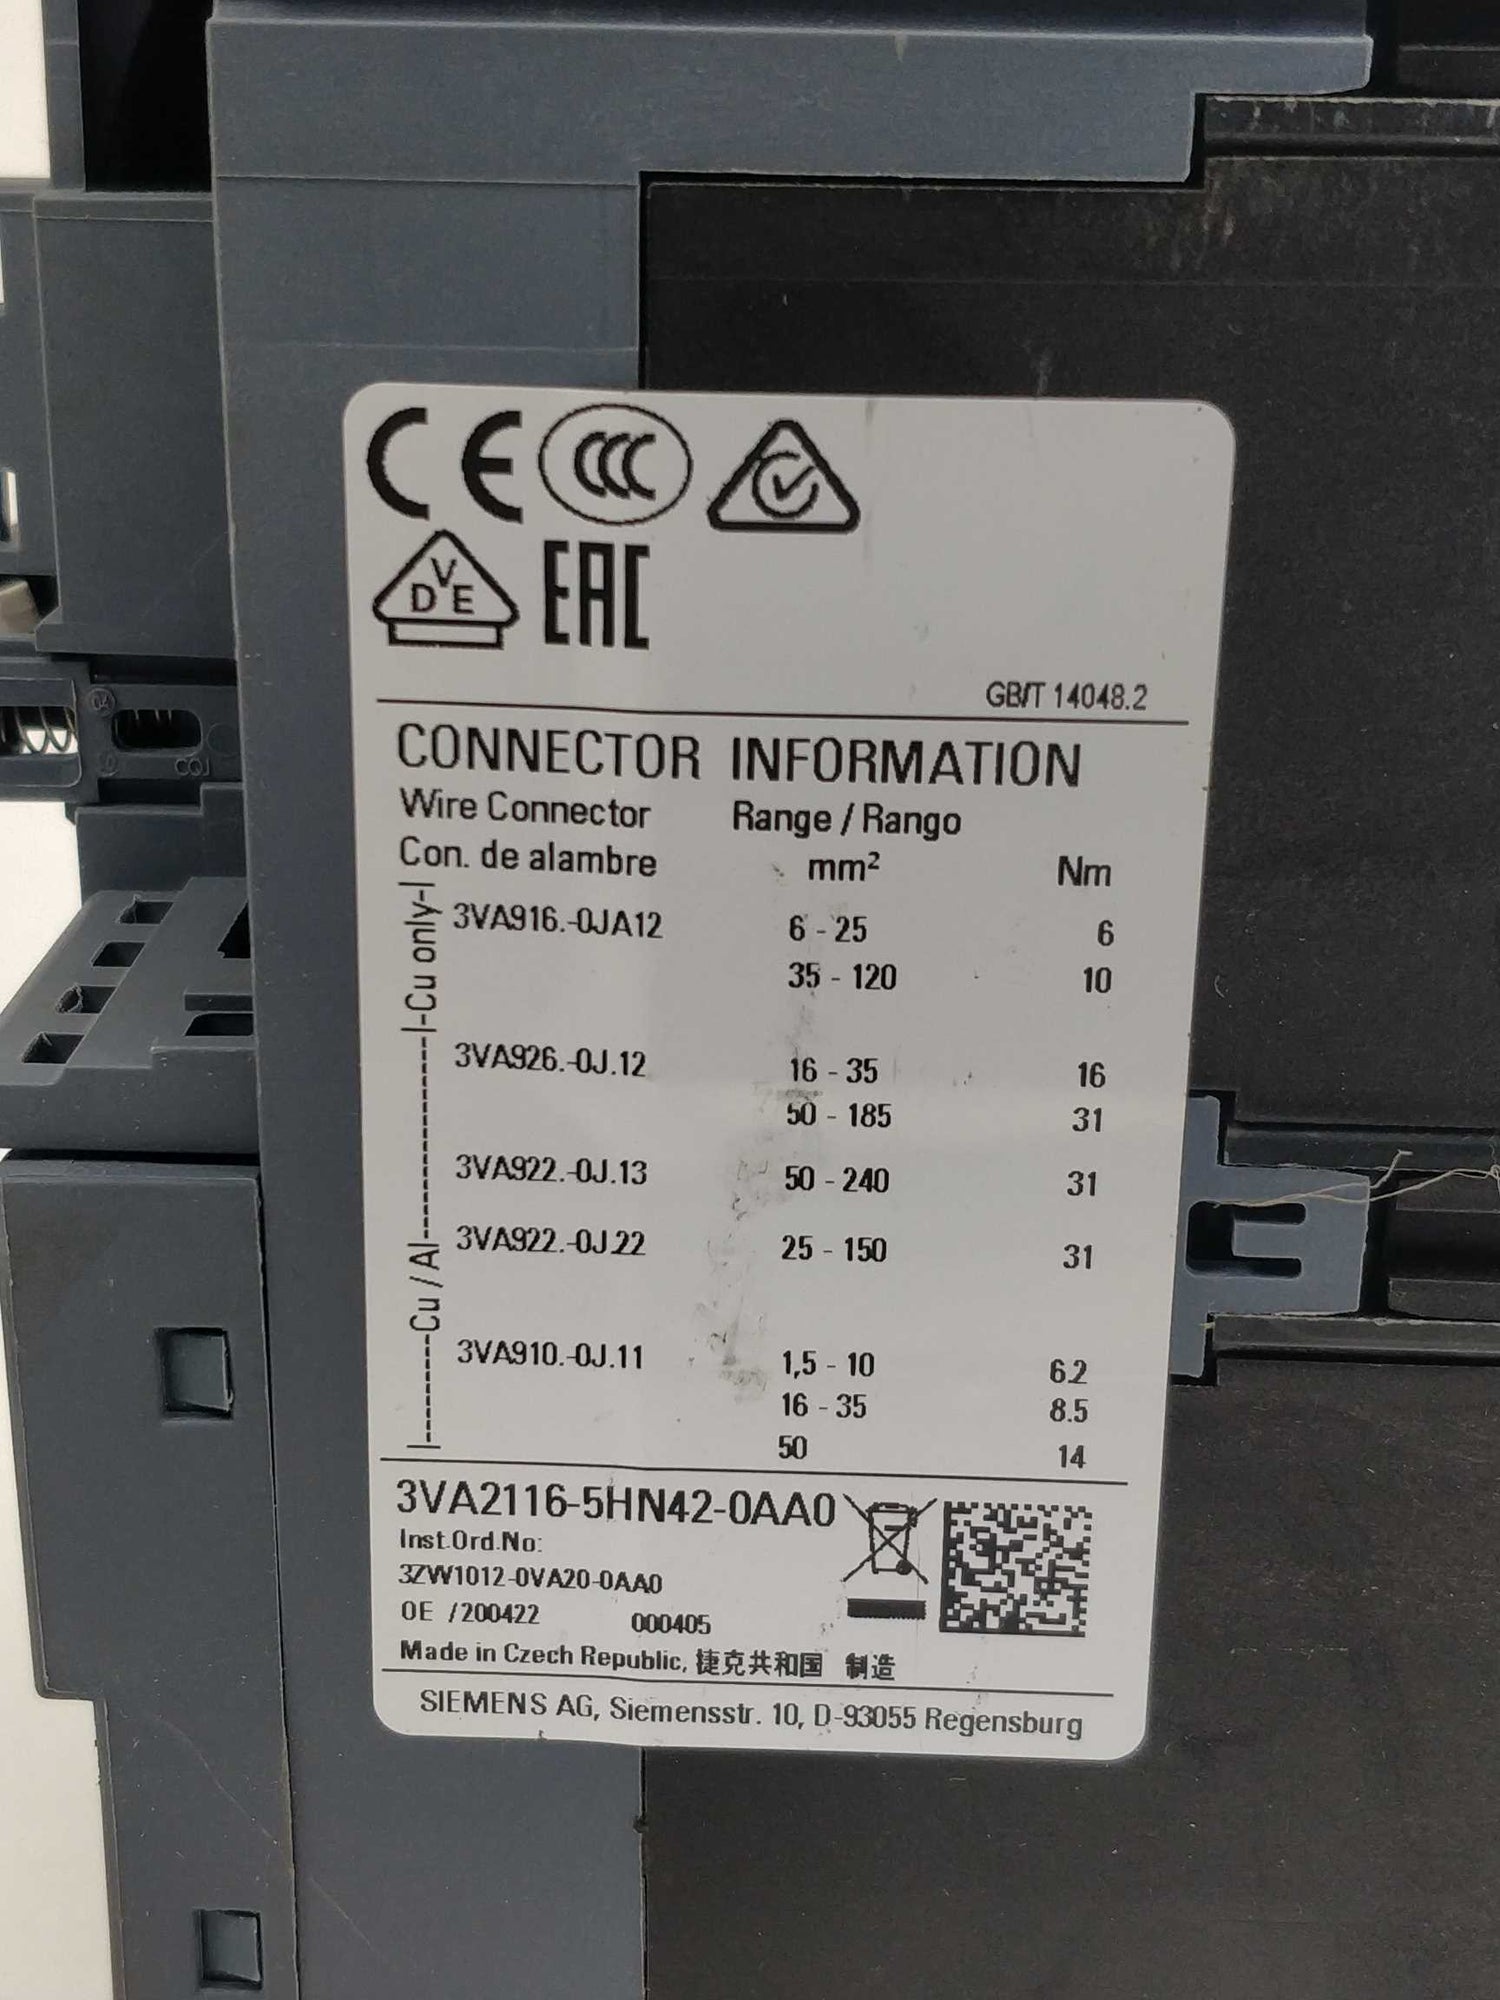 CE CCC
VDE EAC
GB/T 14048.2
CONNECTOR INFORMATION
Wire Connector Range / Rango
Con. de alambre mm² Nm
|-Cu only-|
3VA916.-0JA12 6 - 25 6
35 - 120 10
|-------Cu / Al-------|
3VA926.-0J.12 16 - 35 16
50 - 185 31
3VA922.-0J.13 50 - 240 31
3VA922.-0J.22 25 - 150 31
3VA910.-0J.11 1,5 - 10 6.2
16 - 35 8.5
50 14
3VA2116-5HN42-0AA0
Inst.Ord.No:
3ZW1012-0VA20-0AA0
OE /200422 000405
Made in Czech Republic, 捷克共和国 制造
SIEMENS AG, Siemensstr. 10, D-93055 Regensburg